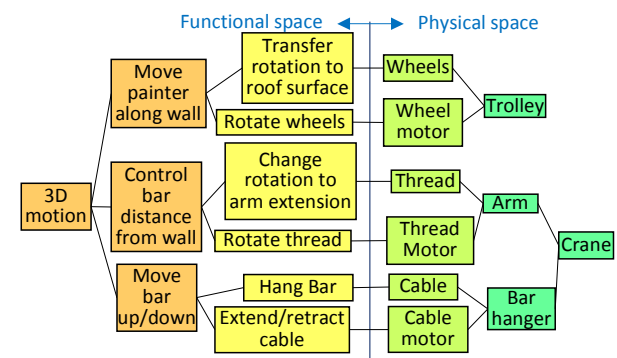 Functional space
Physical space
Transfer
rotation to
roof surface
Wheels
Move
painter
along wall
Rotate wheels
Wheel
motor
Trolley
Change
rotation to
arm extension
Thread
Control
bar
distance
from wall
3D
motion
Arm
Rotate thread
Thread
Motor
Crane
Move
bar
up/down
Hang Bar
Cable
Bar
hanger
Extend/retract
cable
Cable
motor